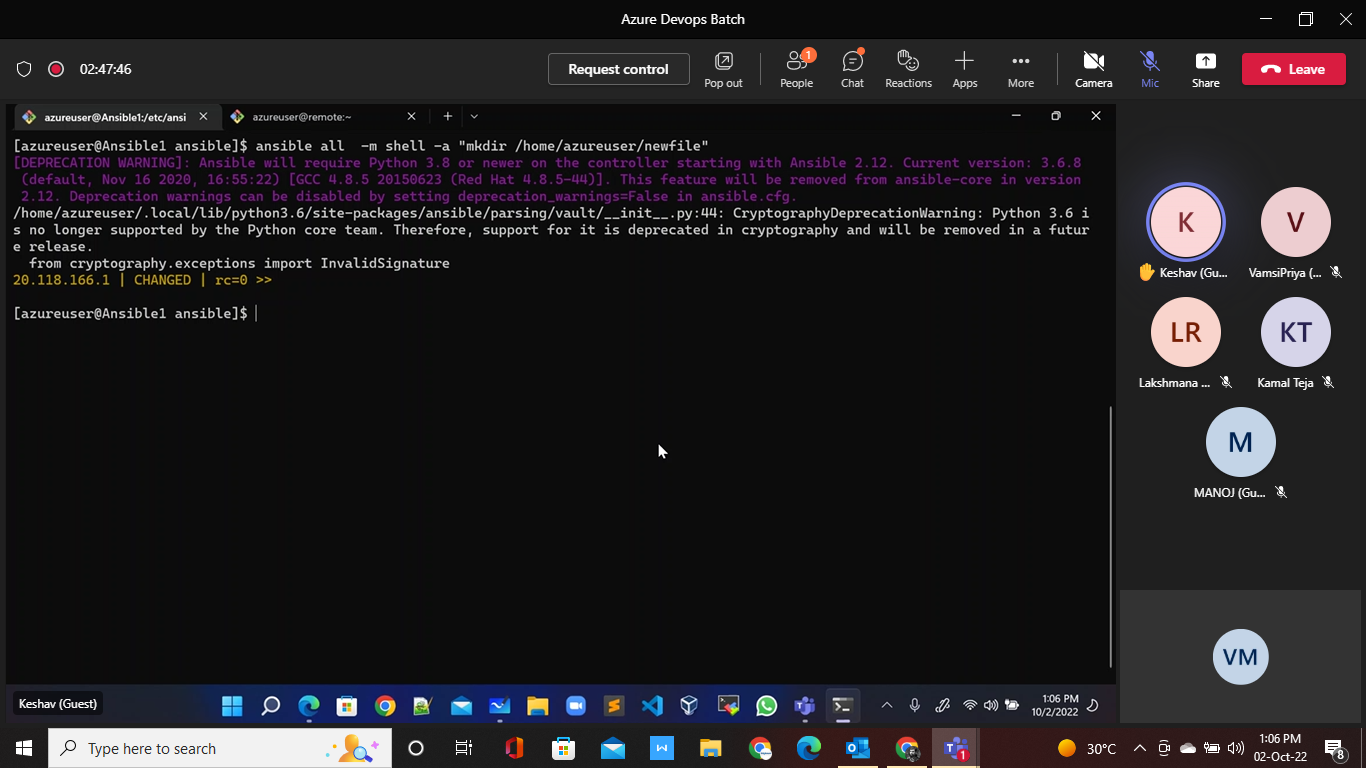 Azure Devops Batch
02:47:46
Request control
Pop out
People
1
Chat
Reactions
Apps
More
Camera
Mic
Share
Leave
azureuser@Ansible1:/etc/ansi
azureuser@remote:~
[azureuser@Ansible1 ansible]$ ansible all  -m shell -a "mkdir /home/azureuser/newfile"
[DEPRECATION WARNING]: Ansible will require Python 3.8 or newer on the controller starting with Ansible 2.12. Current version: 3.6.8
(default, Nov 16 2020, 16:55:22) [GCC 4.8.5 20150623 (Red Hat 4.8.5-44)]. This feature will be removed from ansible-core in version
2.12. Deprecation warnings can be disabled by setting deprecation_warnings=False in ansible.cfg.
/home/azureuser/.local/lib/python3.6/site-packages/ansible/parsing/vault/__init__.py:44: CryptographyDeprecationWarning: Python 3.6 i
s no longer supported by the Python core team. Therefore, support for it is deprecated in cryptography and will be removed in a futur
e release.
  from cryptography.exceptions import InvalidSignature
20.118.166.1 | CHANGED | rc=0 >>
[azureuser@Ansible1 ansible]$
K
Keshav (Gu...
V
VamsiPriya (...
LR
Lakshmana ...
KT
Kamal Teja
M
MANOJ (Gu...
VM
Keshav (Guest)
1:06 PM
10/2/2022
Type here to search
W
1
30°C
1:06 PM
02-Oct-22
8